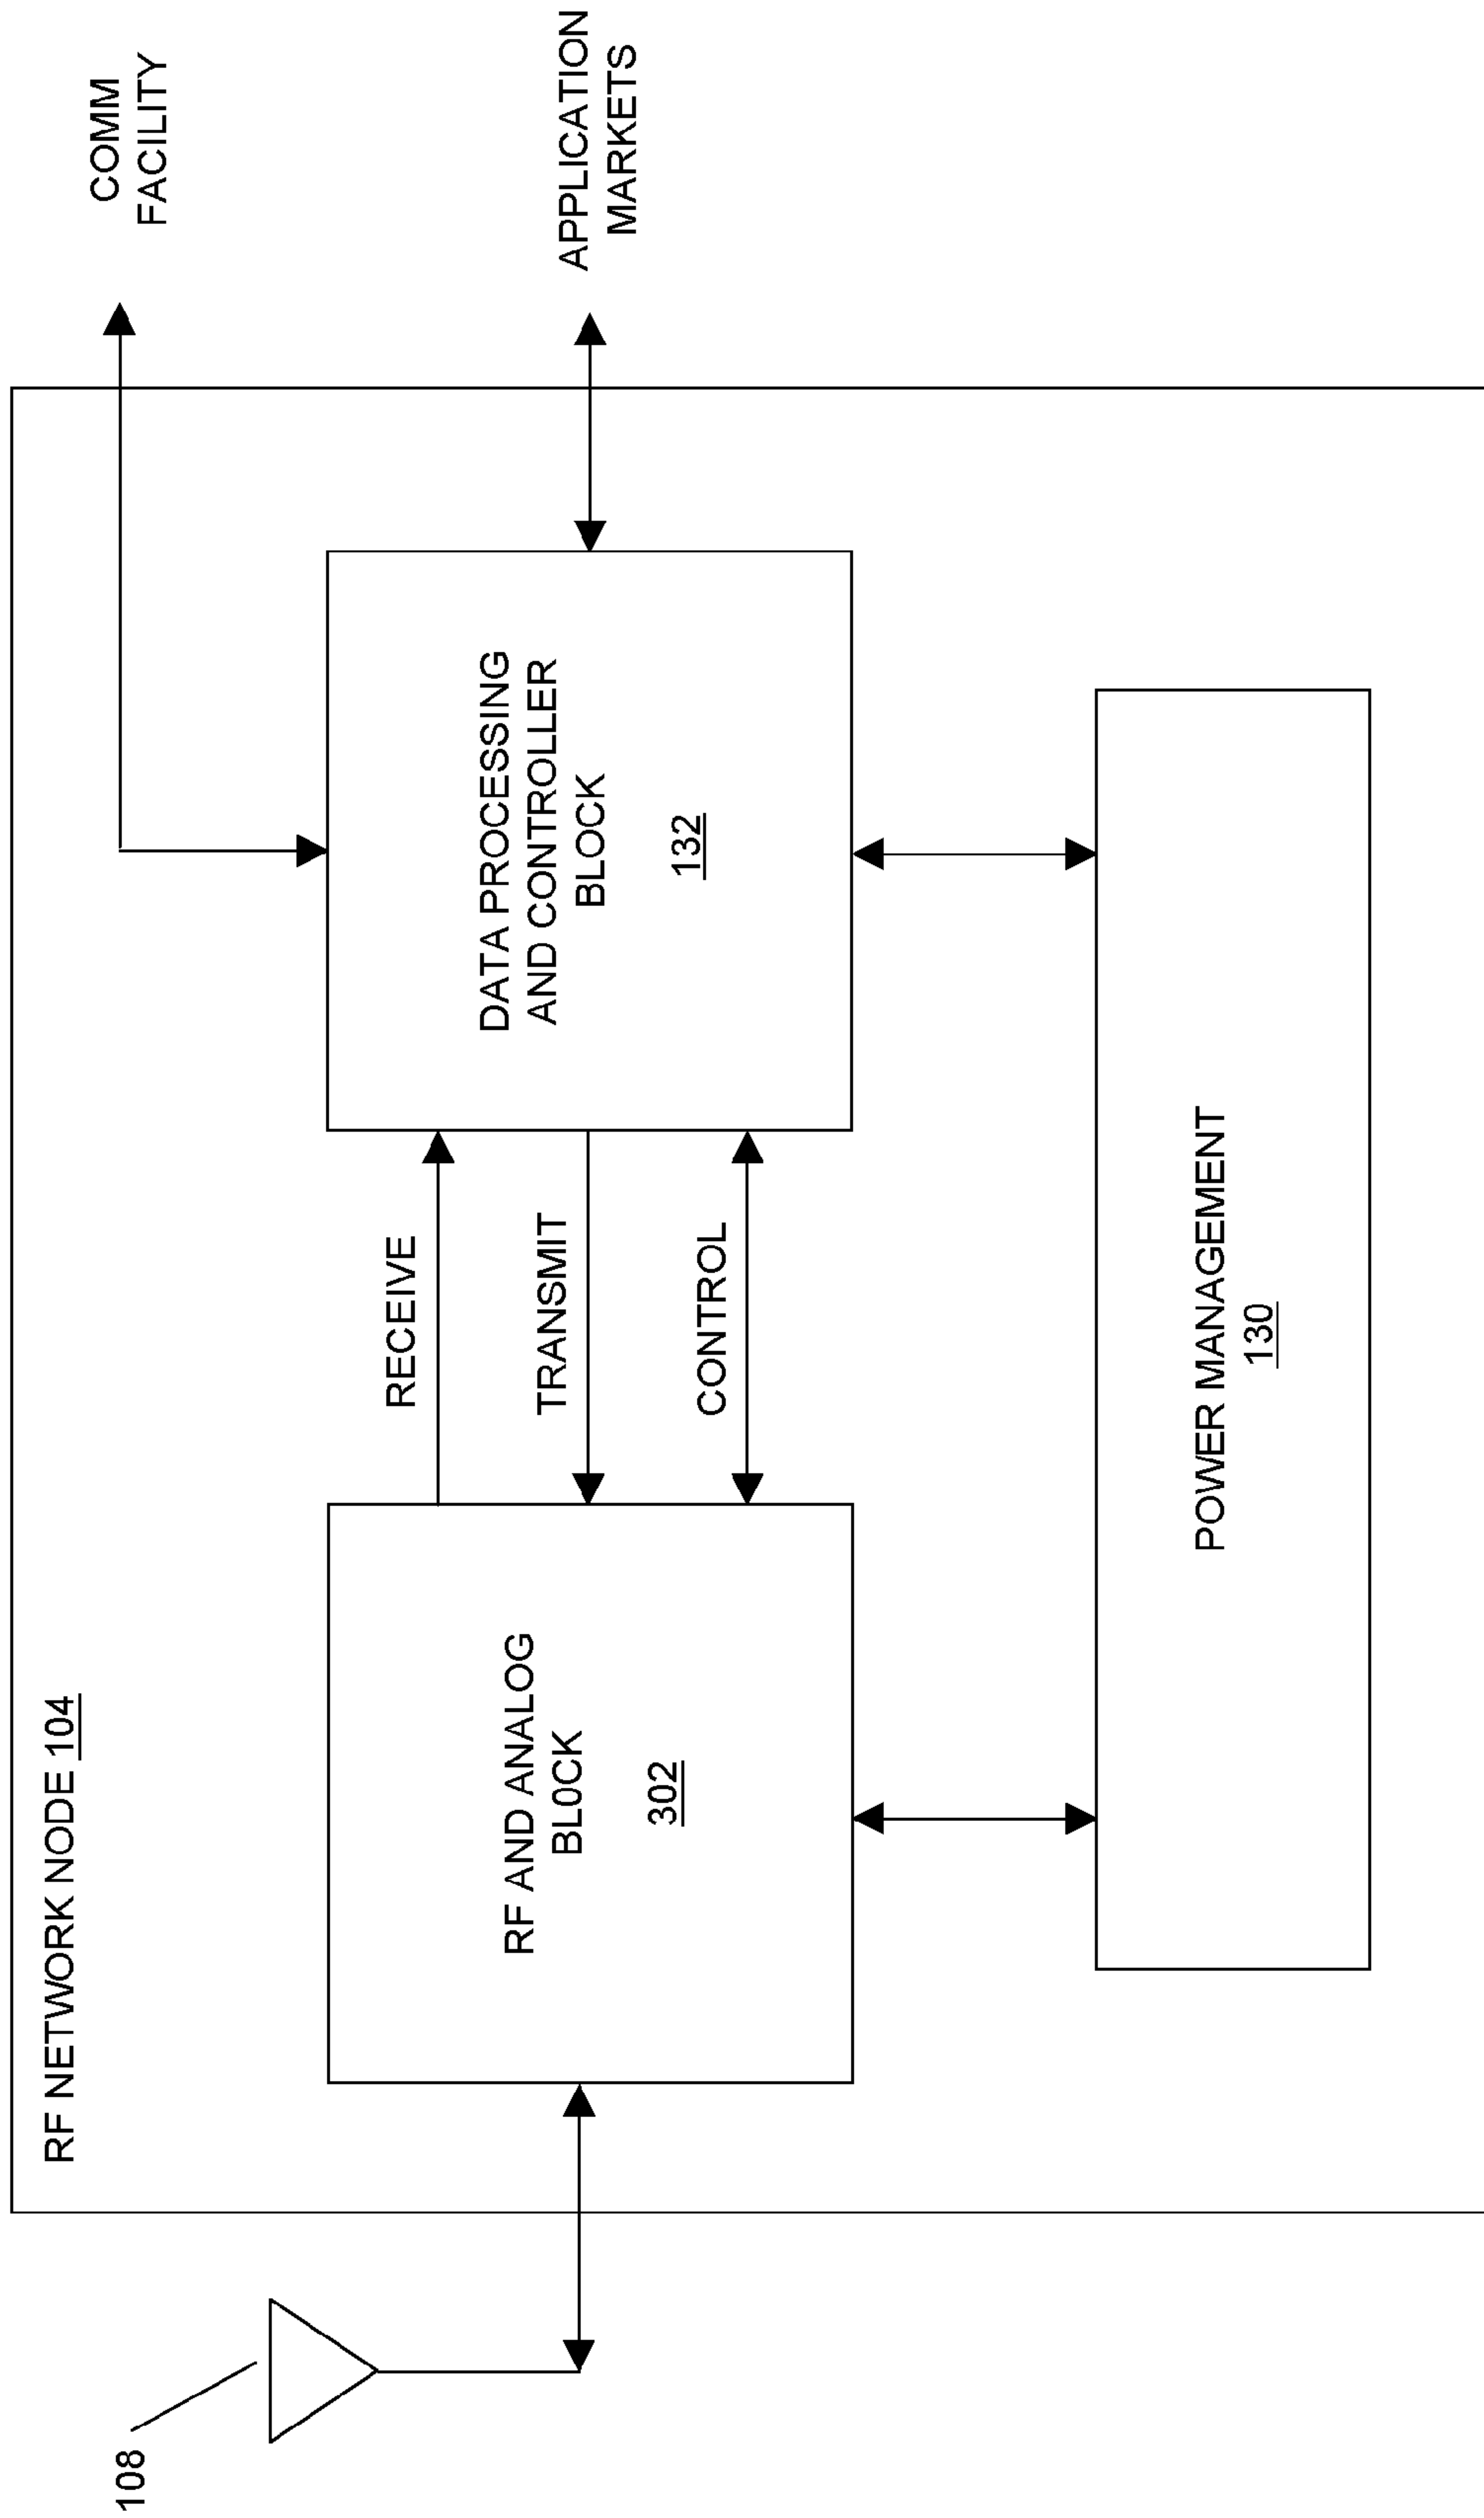 RF NETWORK NODE 104
COMM
FACILITY
108
RECEIVE
DATA PROCESSING
AND CONTROLLER
BLOCK
132
APPLICATION
MARKETS
RF AND ANALOG
BLOCK
302
TRANSMIT
CONTROL
POWER MANAGEMENT
130